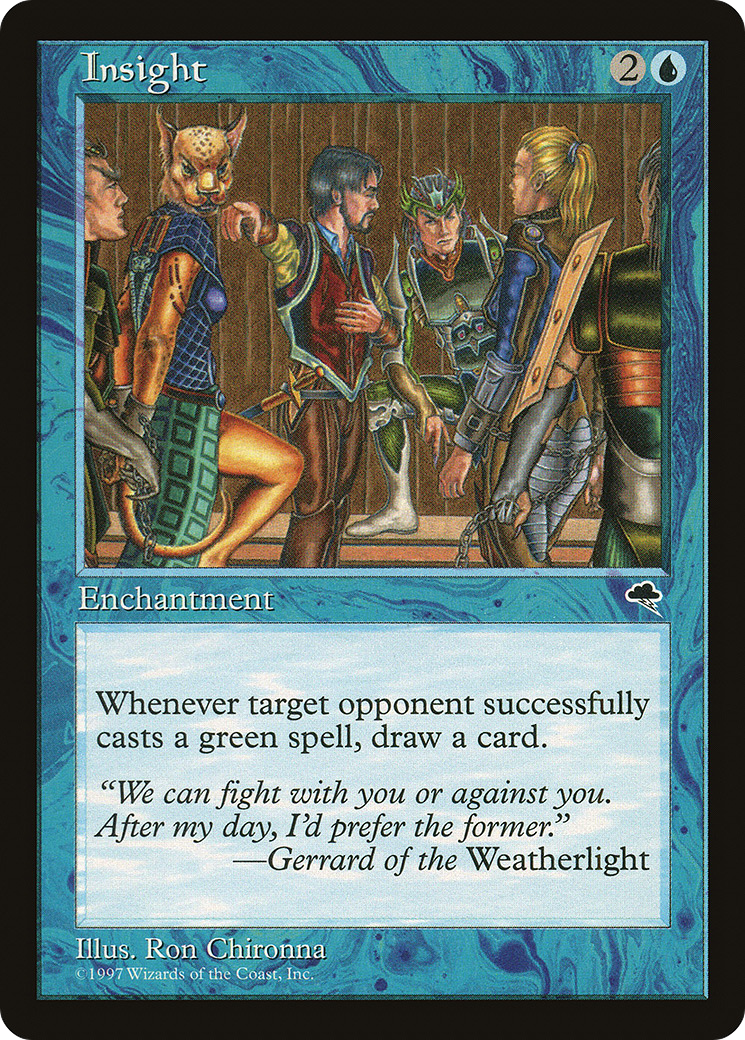 Insight 2
Enchantment
Whenever target opponent successfully
casts a green spell, draw a card.
“We can fight with you or against you.
After my day, I’d prefer the former.”
—Gerrard of the Weatherlight
Illus. Ron Chironna
©1997 Wizards of the Coast, Inc.